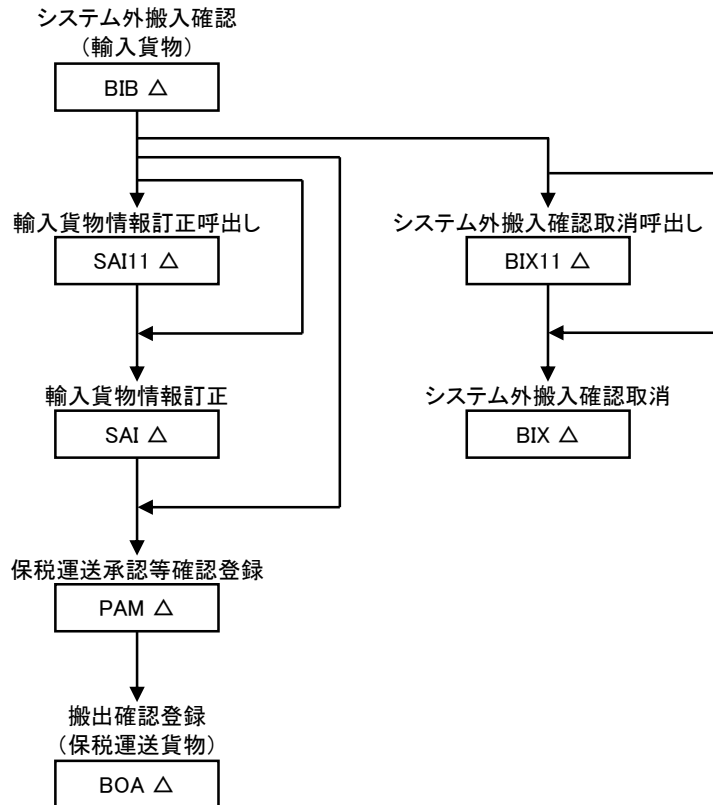 システム外搬入確認
（輸入貨物）
BIB △
輸入貨物情報訂正呼出し
SAI11 △
システム外搬入確認取消呼出し
BIX11 △
輸入貨物情報訂正
SAI △
システム外搬入確認取消
BIX △
保税運送承認等確認登録
PAM △
搬出確認登録
（保税運送貨物）
BOA △